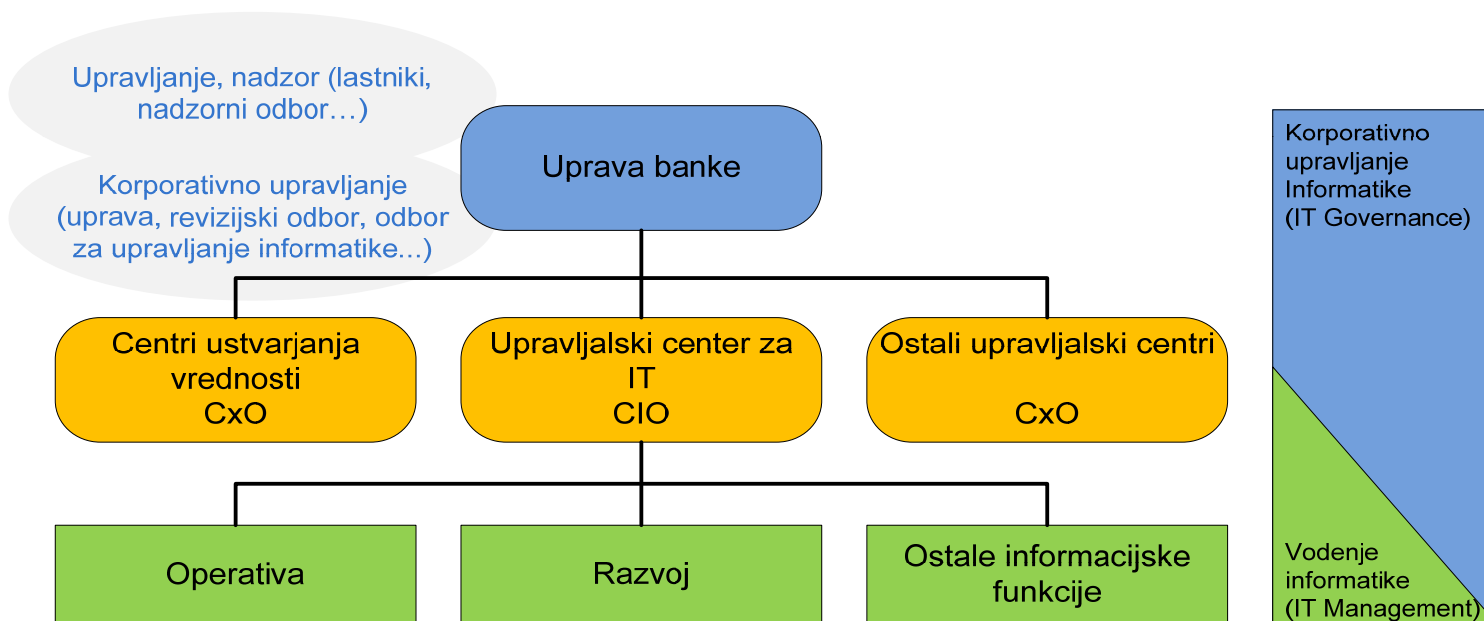 Upravljanje, nadzor (lastniki,
nadzorni odbor…)
Korporativno upravljanje
(uprava, revizijski odbor, odbor
za upravljanje informatike...)
Uprava banke
Centri ustvarjanja
vrednosti
CxO
Upravljalski center za
IT
CIO
Ostali upravljalski centri
CxO
Operativa
Razvoj
Ostale informacijske
funkcije
Korporativno
upravljanje
Informatike
(IT Governance)
Vodenje
informatike
(IT Management)